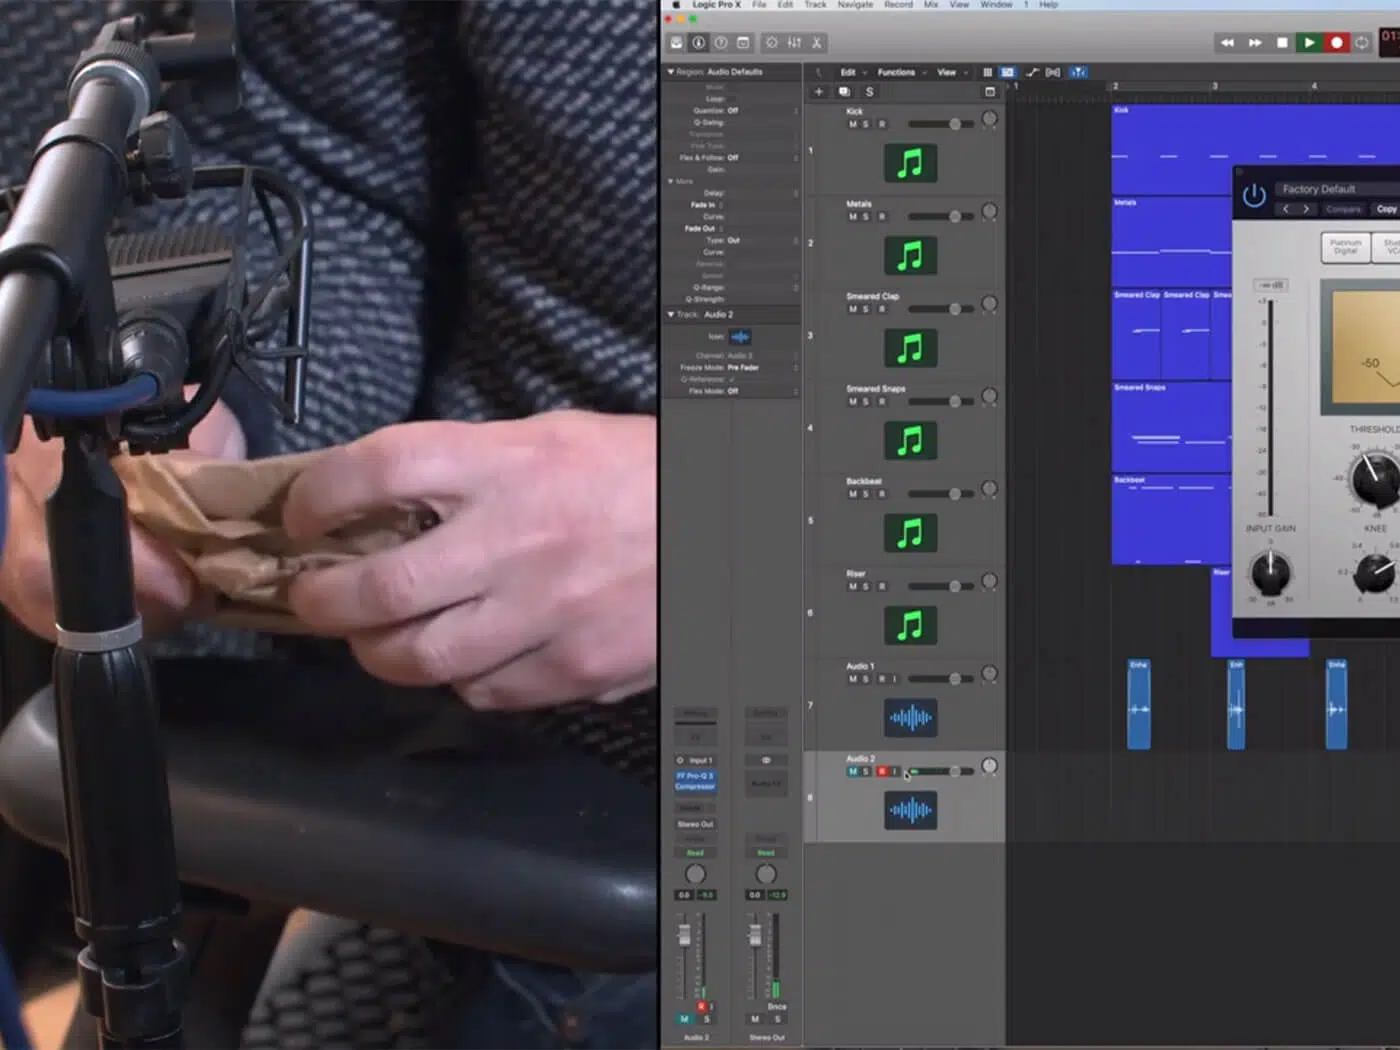 Logic Pro X File Edit Track Navigate Record Mix View Window 1 Help
Region: Audio Defaults
Edit Functions View
S
1 2 3 4
Loop:
Quantize: Off
Q-Swing:
Flex & Follow: Off
Gain:
More
Delay:
Fade In
Curve:
Fade Out
Type: Out
Curve:
Q-Range:
Q-Strength:
Track: Audio 2
Icon:
Channel: Audio 2
Freeze Mode: Pre Fader
Q-Reference:
Flex Mode: Off
Input 1
FF Pro-Q 3
Compressor
Stereo Out
Read
Read
0.0 -9.0
0.0 -12.9
R I
Bnce
M S
M S
Audio 2
Stereo Out
1
Kick
M S R
2
Metals
M S R
3
Smeared Clap
M S R
4
Smeared Snaps
M S R
5
Backbeat
M S R
6
Riser
M S R
7
Audio 1
M S R I
8
Audio 2
M S R I
Kick
Metals
Smeared Clap Smeared Clap Smea
Smeared Snaps
Backbeat
Riser
Enha Enh Enha
Factory Default
Compare Copy
Platinum
Digital
-∞ dB
-50
THRESHOLD
INPUT GAIN
KNEE